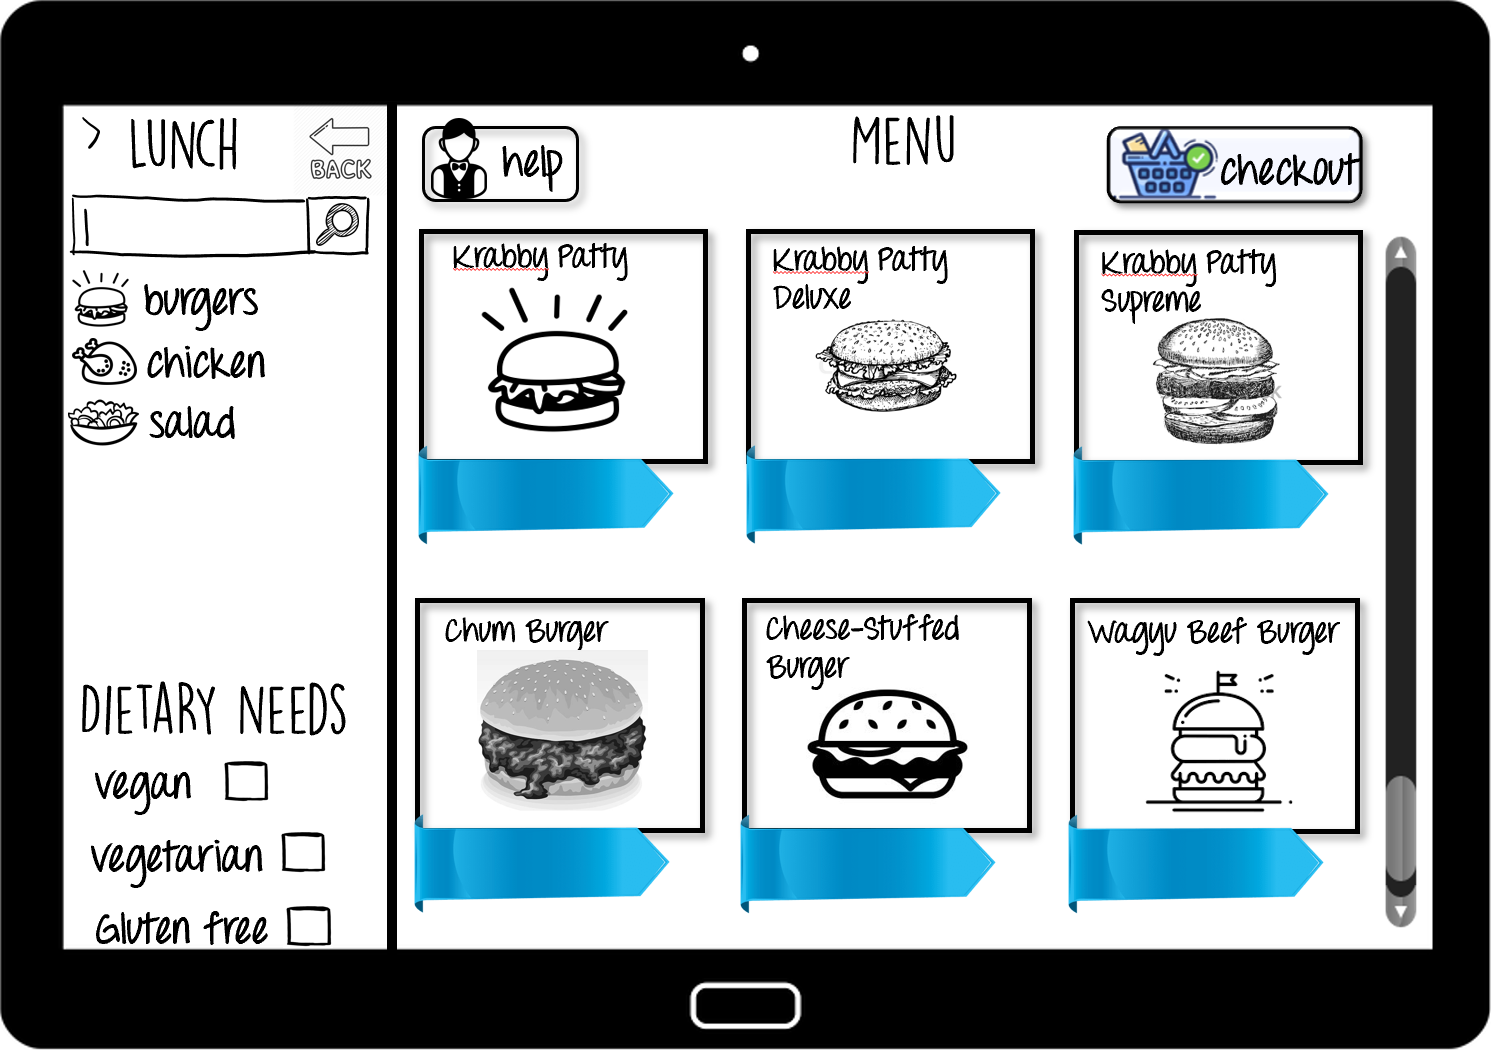 LUNCH
BACK
burgers
chicken
salad
DIETARY NEEDS
vegan
vegetarian
Gluten free
help
MENU
checkout
Krabby Patty
Krabby Patty
Deluxe
Krabby Patty
Supreme
Chum Burger
Cheese-Stuffed
Burger
Wagyu Beef Burger